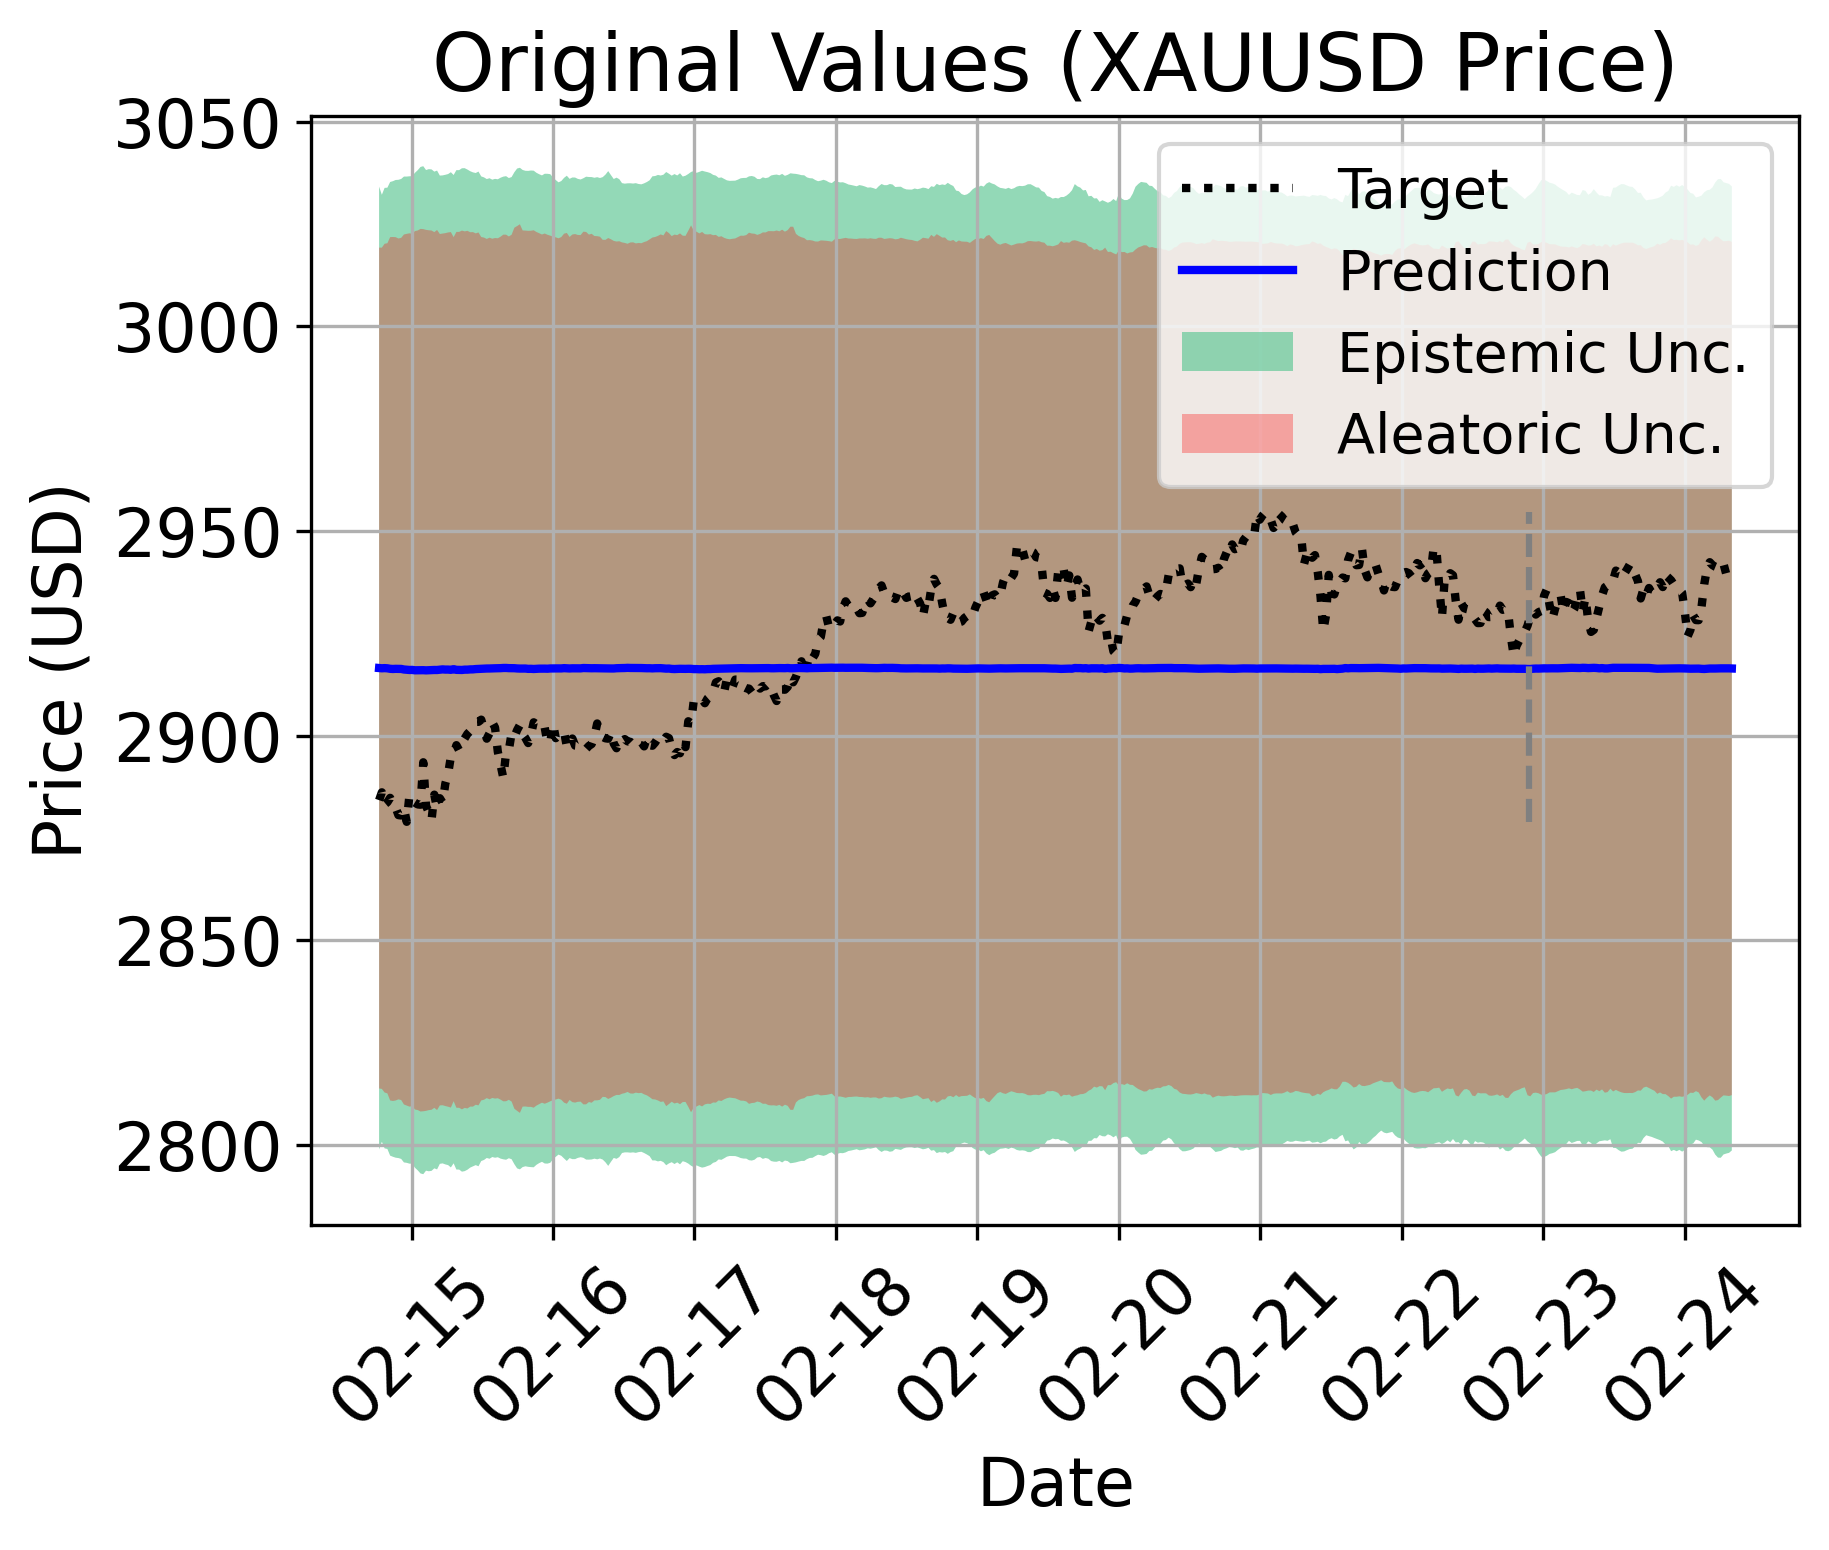 Original Values (XAUUSD Price)
Target
Prediction
Epistemic Unc.
Aleatoric Unc.
Price (USD)
3050
3000
2950
2900
2850
2800
02-15
02-16
02-17
02-18
02-19
02-20
02-21
02-22
02-23
02-24
Date